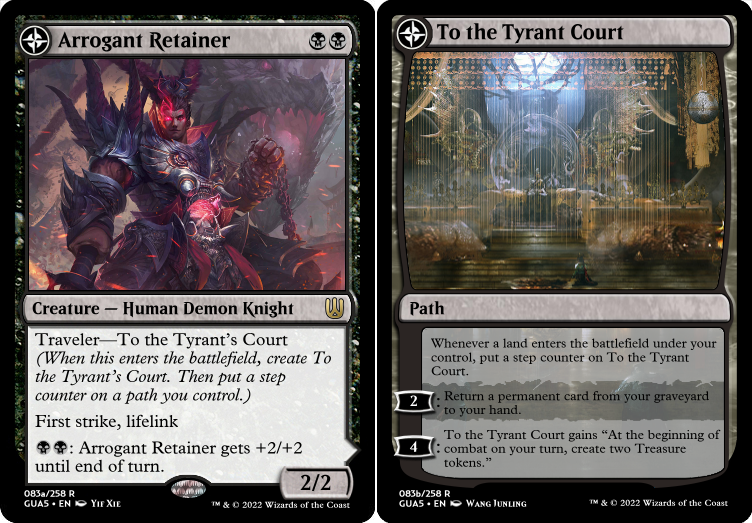 Arrogant Retainer
Creature — Human Demon Knight
Traveler—To the Tyrant's Court
(When this enters the battlefield, create To
the Tyrant's Court. Then put a step
counter on a path you control.)
First strike, lifelink
: Arrogant Retainer gets +2/+2
until end of turn.
2/2
083a/258 R
GUA5 • EN Yif Xie
™ & © 2022 Wizards of the Coast
To the Tyrant Court
Path
Whenever a land enters the battlefield under your
control, put a step counter on To the Tyrant
Court.
2 : Return a permanent card from your graveyard
to your hand.
4 : To the Tyrant Court gains “At the beginning of
combat on your turn, create two Treasure
tokens.”
083b/258 R
GUA5 • EN Wang Junling
™ & © 2022 Wizards of the Coast